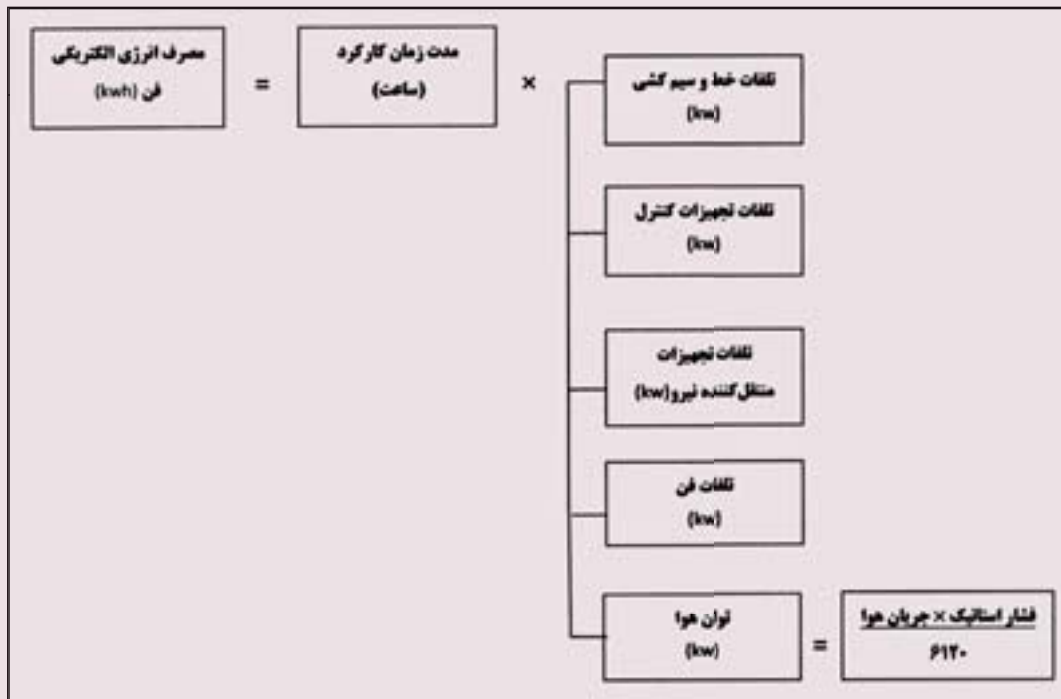 مصرف انرژی الکتریکی
فن (kwh)
=
مدت زمان کارکرد
(ساعت)
×
تلفات خط و سیم کشی
(kw)
تلفات تجهیزات کنترل
(kw)
تلفات تجهیزات
منتقل‌کننده نیرو (kw)
تلفات فن
(kw)
توان هوا
(kw)
=
فشار استاتیک × جریان هوا
۶۱۲۰